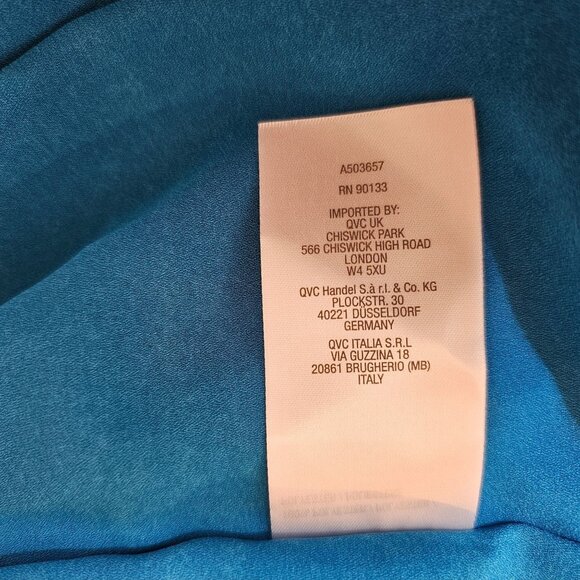 A503657
RN 90133
IMPORTED BY:
QVC UK
CHISWICK PARK
566 CHISWICK HIGH ROAD
LONDON
W4 5XU
QVC Handel S.à r.l. & Co. KG
PLOCKSTR. 30
40221 DÜSSELDORF
GERMANY
QVC ITALIA S.R.L
VIA GUZZINA 18
20861 BRUGHERIO (MB)
ITALY